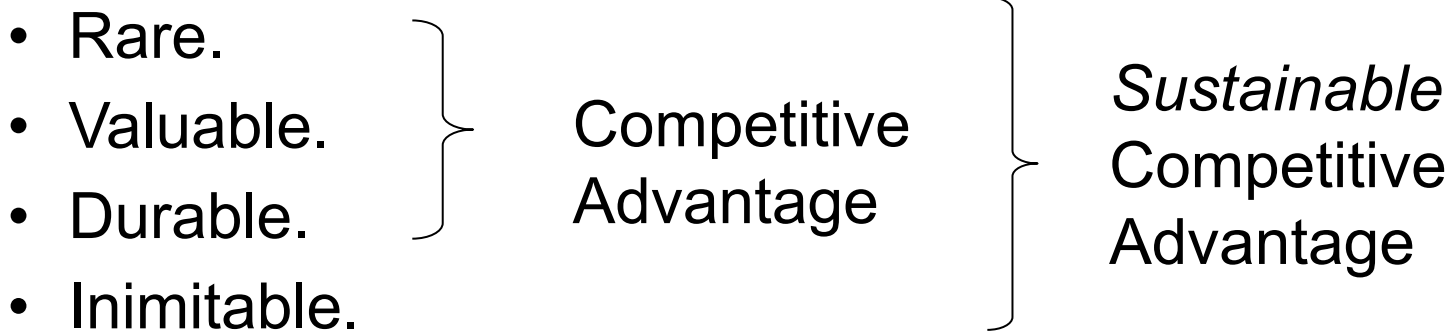 • Rare.
• Valuable.
• Durable.
• Inimitable.
Competitive
Advantage
Sustainable
Competitive
Advantage